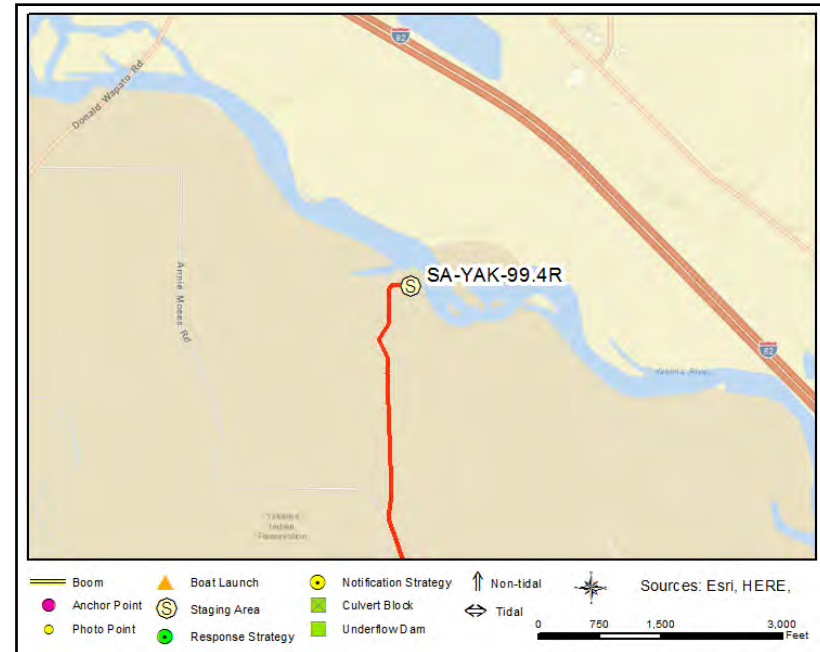 82
Donald Wapato Rd
SA-YAK-99.4R
Annie Moses Rd
82
Yakima River
Yakama
Indian
Reservation
Boom
Boat Launch
Notification Strategy
Non-tidal
Sources: Esri, HERE,
Anchor Point
Staging Area
Culvert Block
Tidal
Photo Point
Response Strategy
Underflow Dam
0 750 1,500 3,000
Feet